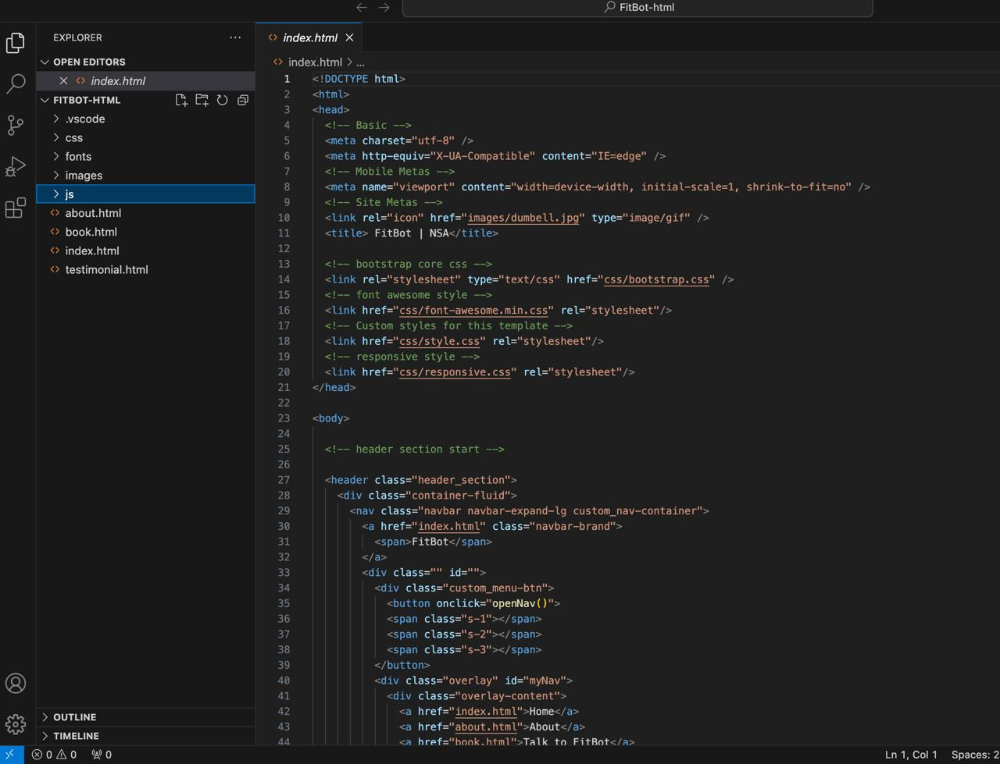 FitBot-html
EXPLORER
OPEN EDITORS
index.html
FITBOT-HTML
.vscode
css
fonts
images
js
about.html
book.html
index.html
testimonial.html
OUTLINE
TIMELINE
index.html
index.html > ...
1 <!DOCTYPE html>
2 <html>
3 <head>
4 <!-- Basic -->
5 <meta charset="utf-8" />
6 <meta http-equiv="X-UA-Compatible" content="IE=edge" />
7 <!-- Mobile Metas -->
8 <meta name="viewport" content="width=device-width, initial-scale=1, shrink-to-fit=no" />
9 <!-- Site Metas -->
10 <link rel="icon" href="images/dumbell.jpg" type="image/gif" />
11 <title> FitBot | NSA</title>
12
13 <!-- bootstrap core css -->
14 <link rel="stylesheet" type="text/css" href="css/bootstrap.css" />
15 <!-- font awesome style -->
16 <link href="css/font-awesome.min.css" rel="stylesheet"/>
17 <!-- Custom styles for this template -->
18 <link href="css/style.css" rel="stylesheet"/>
19 <!-- responsive style -->
20 <link href="css/responsive.css" rel="stylesheet"/>
21 </head>
22
23 <body>
24
25 <!-- header section start -->
26
27 <header class="header_section">
28 <div class="container-fluid">
29 <nav class="navbar navbar-expand-lg custom_nav-container">
30 <a href="index.html" class="navbar-brand">
31 <span>FitBot</span>
32 </a>
33 <div class="" id="">
34 <div class="custom_menu-btn">
35 <button onclick="openNav()">
36 <span class="s-1"></span>
37 <span class="s-2"></span>
38 <span class="s-3"></span>
39 </button>
40 <div class="overlay" id="myNav">
41 <div class="overlay-content">
42 <a href="index.html">Home</a>
43 <a href="about.html">About</a>
44 <a href="book.html">Talk to FitBot</a>
0 0 0
Ln 1, Col 1 Spaces: 2